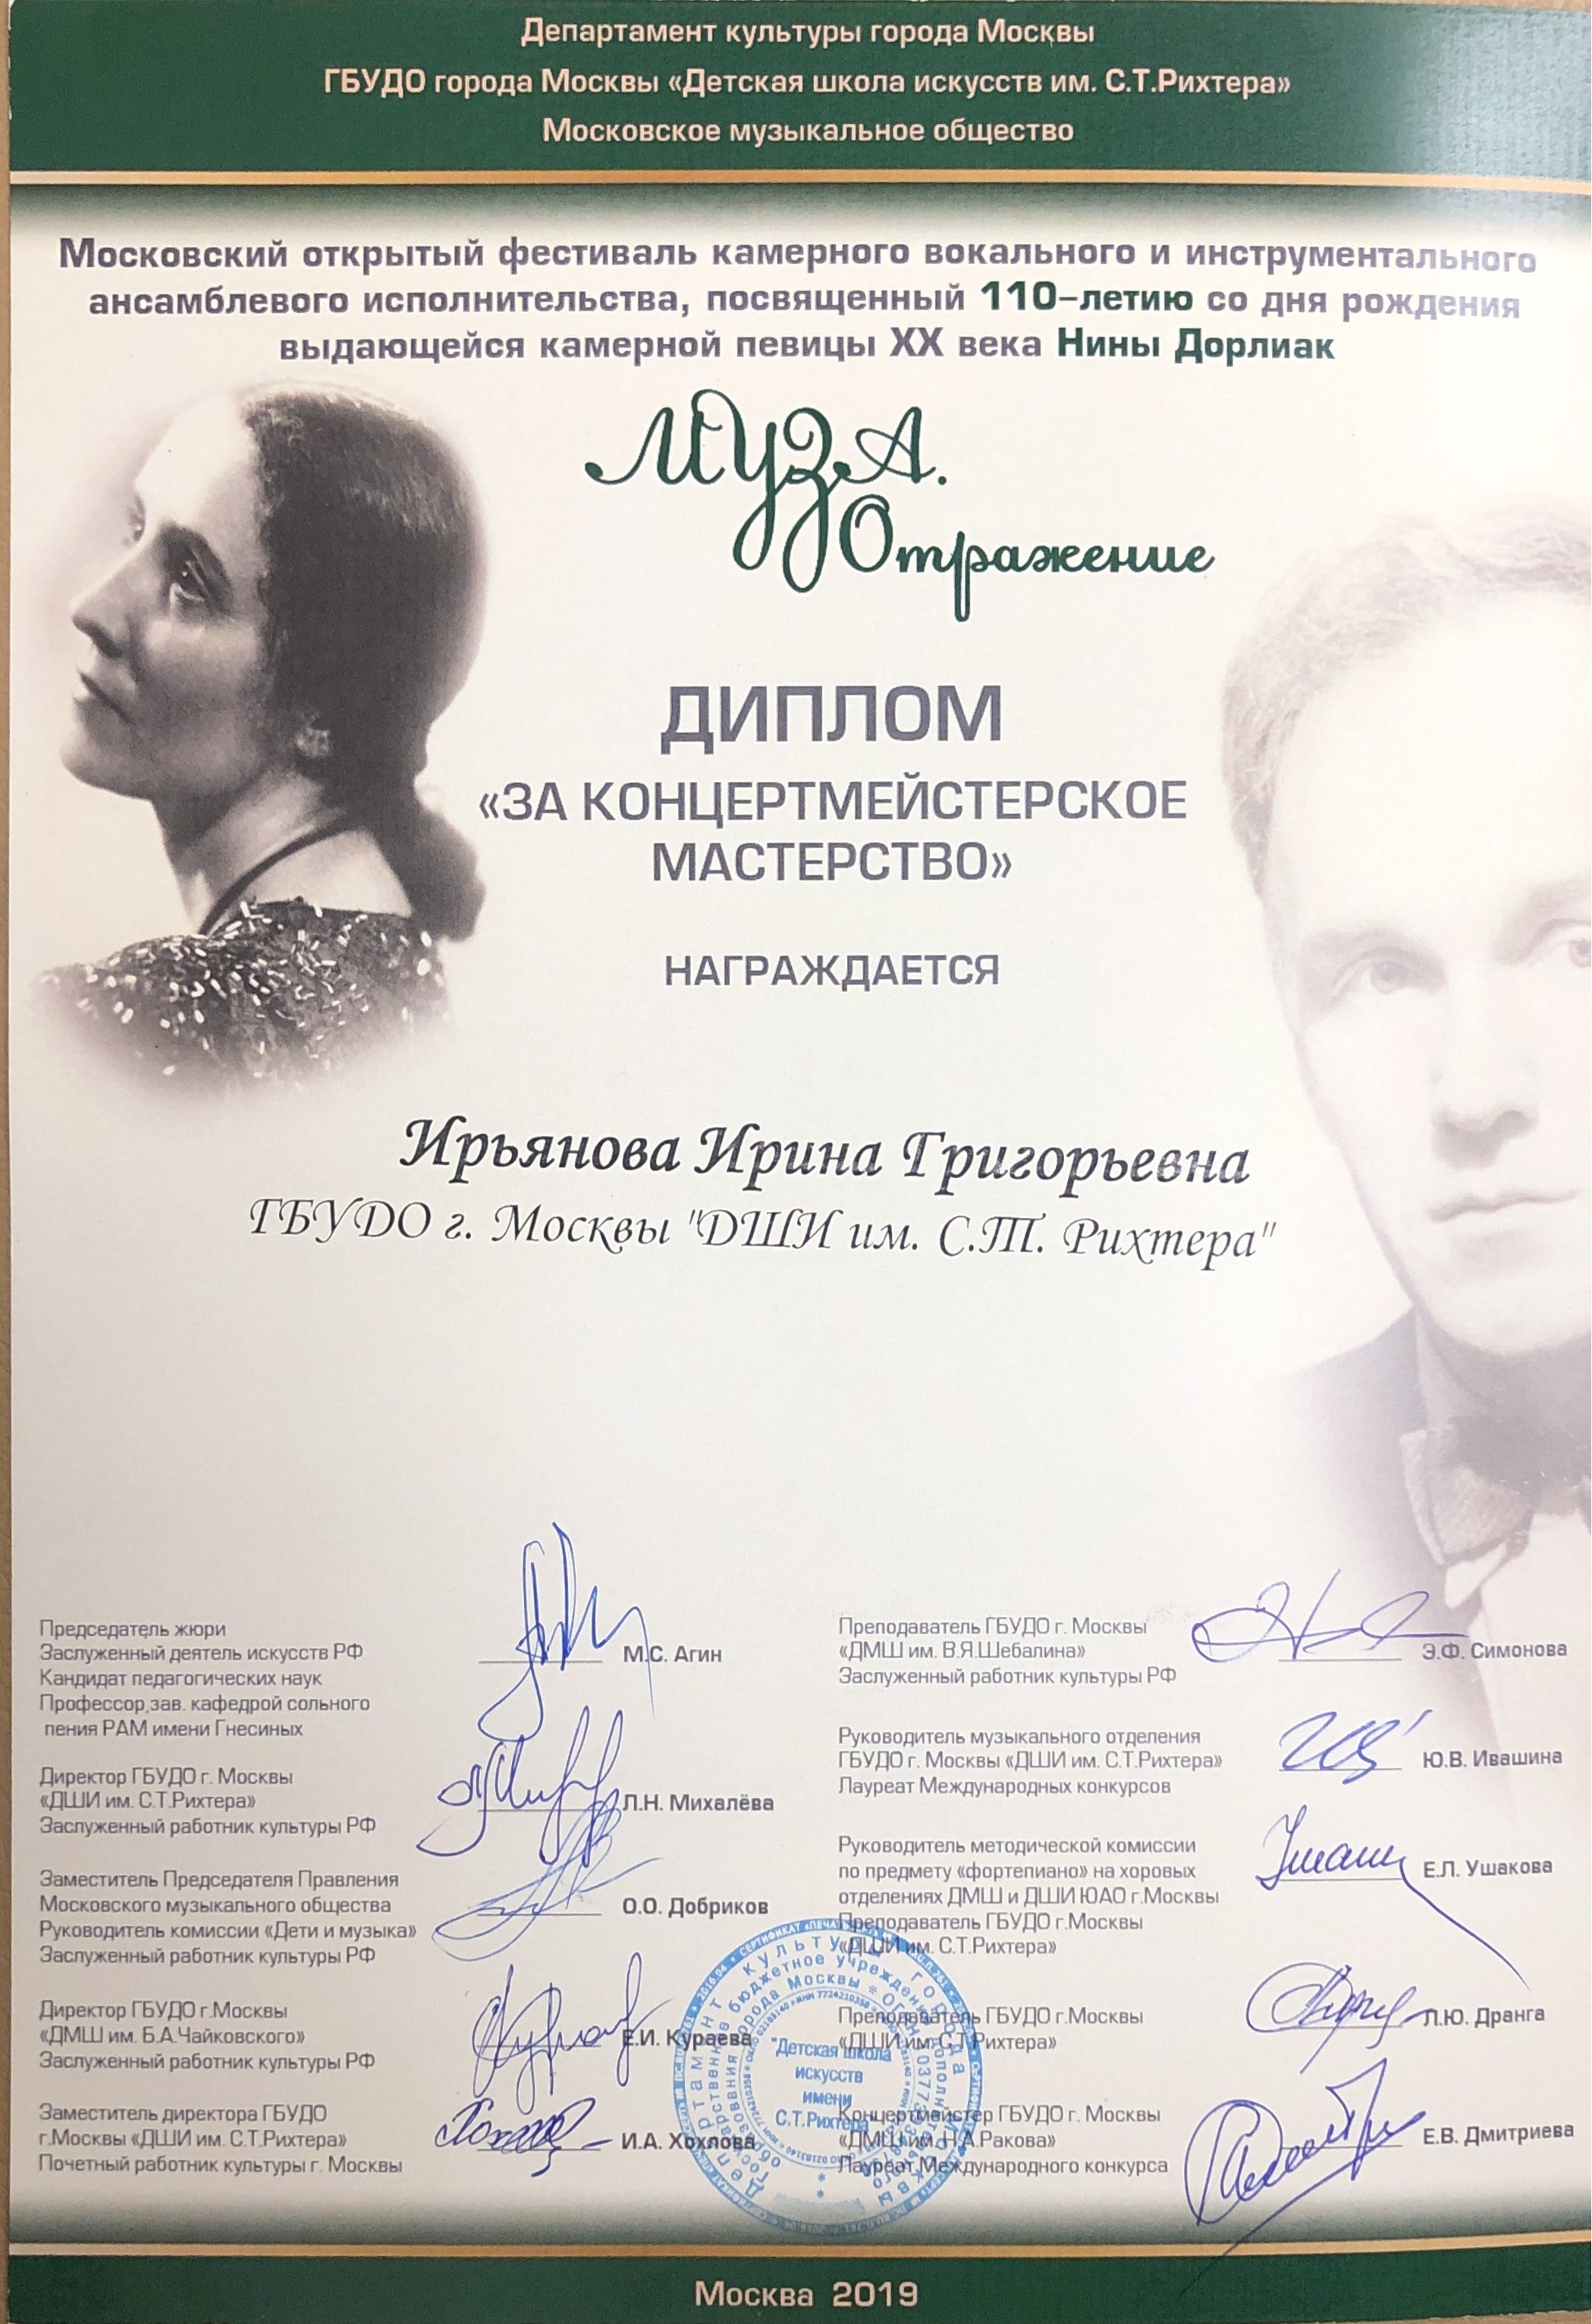 Департамент культуры города Москвы
ГБУДО города Москвы «Детская школа искусств им. С.Т.Рихтера»
Московское музыкальное общество
Московский открытый фестиваль камерного вокального и инструментального
ансамблевого исполнительства, посвященный 110-летию со дня рождения
выдающейся камерной певицы XX века Нины Дорлиак
МУЗА.
Отражение
ДИПЛОМ
«ЗА КОНЦЕРТМЕЙСТЕРСКОЕ
МАСТЕРСТВО»
НАГРАЖДАЕТСЯ
Ирьянова Ирина Григорьевна
ГБУДО г. Москвы "ДШИ им. С.Т. Рихтера"
Председатель жюри
Заслуженный деятель искусств РФ
Кандидат педагогических наук
Профессор,зав. кафедрой сольного
пения РАМ имени Гнесиных
М.С. Агин
Директор ГБУДО г. Москвы
«ДШИ им. С.Т.Рихтера»
Заслуженный работник культуры РФ
Л.Н. Михалёва
Заместитель Председателя Правления
Московского музыкального общества
Руководитель комиссии «Дети и музыка»
Заслуженный работник культуры РФ
О.О. Добриков
Директор ГБУДО г.Москвы
«ДМШ им. Б.А.Чайковского»
Заслуженный работник культуры РФ
Е.И. Кураева
Заместитель директора ГБУДО
г.Москвы «ДШИ им. С.Т.Рихтера»
Почетный работник культуры г. Москвы
И.А. Хохлова
Преподаватель ГБУДО г. Москвы
«ДМШ им. В.Я.Шебалина»
Заслуженный работник культуры РФ
Э.Ф. Симонова
Руководитель музыкального отделения
ГБУДО г. Москвы «ДШИ им. С.Т.Рихтера»
Лауреат Международных конкурсов
Ю.В. Ивашина
Руководитель методической комиссии
по предмету «фортепиано» на хоровых
отделениях ДМШ и ДШИ ЮАО г.Москвы
Преподаватель ГБУДО г.Москвы
«ДШИ им. С.Т.Рихтера»
Е.Л. Ушакова
Преподаватель ГБУДО г.Москвы
«ДШИ им. С.Т.Рихтера»
Л.Ю. Дранга
Концертмейстер ГБУДО г. Москвы
«ДМШ им. Н.А.Ракова»
Лауреат Международного конкурса
Е.В. Дмитриева
"Детская школа
искусств
имени
С.Т.Рихтера"
Москва 2019